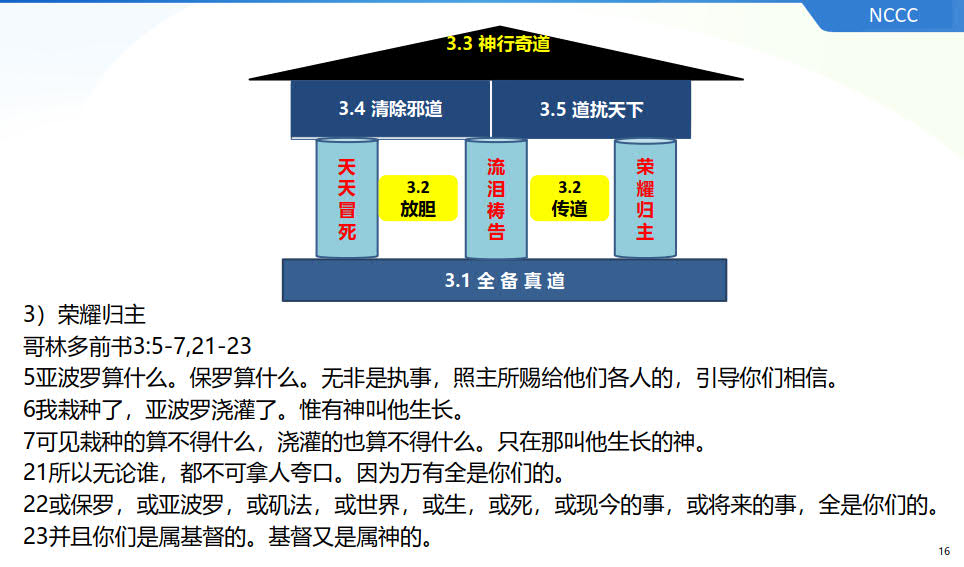 NCCC
3.3 神行奇道
3.4 清除邪道
3.5 道扰天下
天天冒死
3.2
放胆
流泪祷告
3.2
传道
荣耀归主
3.1 全 备 真 道
3）荣耀归主
哥林多前书3:5-7,21-23
5亚波罗算什么。保罗算什么。无非是执事，照主所赐给他们各人的，引导你们相信。
6我栽种了，亚波罗浇灌了。惟有神叫他生长。
7可见栽种的算不得什么，浇灌的也算不得什么。只在那叫他生长的神。
21所以无论谁，都不可拿人夸口。因为万有全是你们的。
22或保罗，或亚波罗，或矶法，或世界，或生，或死，或现今的事，或将来的事，全是你们的。
23并且你们是属基督的。基督又是属神的。
16